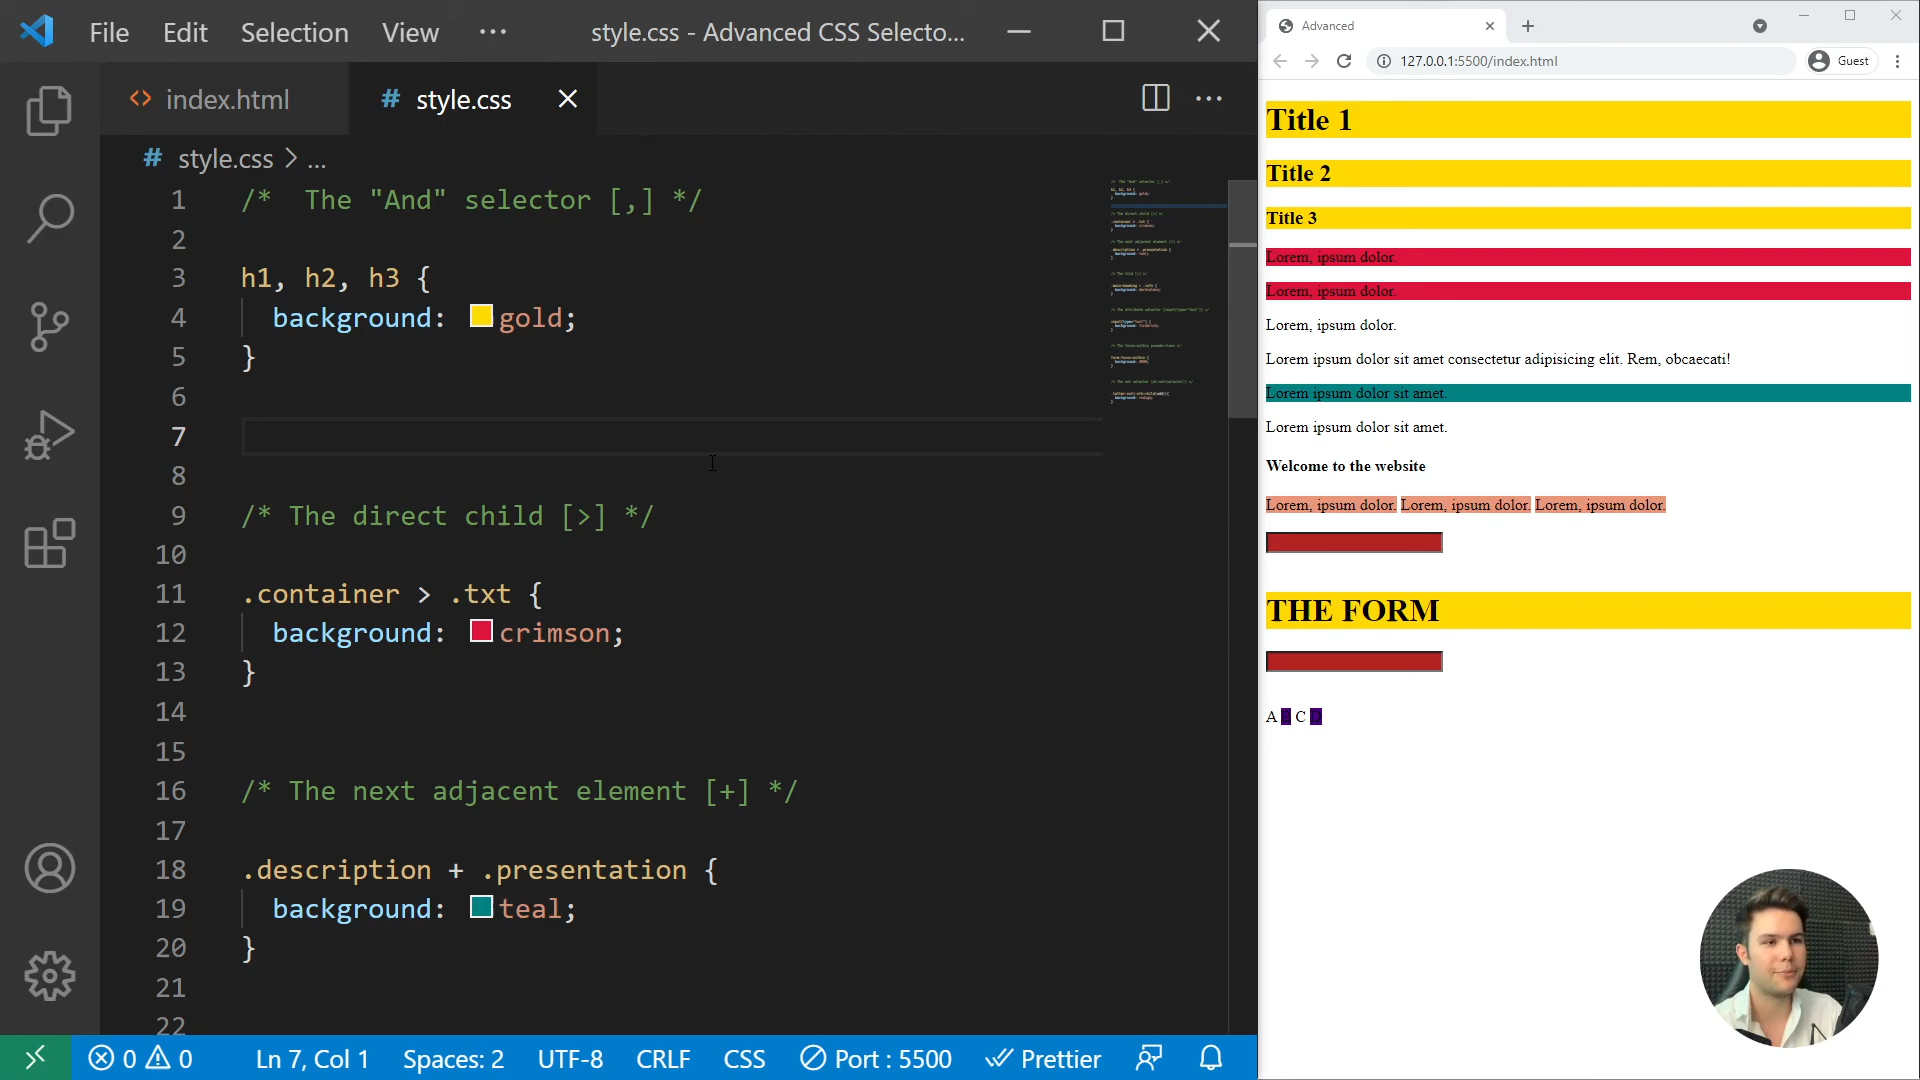 File Edit Selection View ... style.css - Advanced CSS Selecto...
index.html
# style.css
# style.css > ...
1 /*  The "And" selector [,] */
2
3 h1, h2, h3 {
4 background: gold;
5 }
6
7
8
9 /* The direct child [>] */
10
11 .container > .txt {
12 background: crimson;
13 }
14
15
16 /* The next adjacent element [+] */
17
18 .description + .presentation {
19 background: teal;
20 }
21
22
0 0 Ln 7, Col 1 Spaces: 2 UTF-8 CRLF CSS Port : 5500 Prettier
Advanced
127.0.0.1:5500/index.html Guest
Title 1
Title 2
Title 3
Lorem, ipsum dolor.
Lorem, ipsum dolor.
Lorem, ipsum dolor.
Lorem ipsum dolor sit amet consectetur adipisicing elit. Rem, obcaecati!
Lorem ipsum dolor sit amet.
Lorem ipsum dolor sit amet.
Welcome to the website
Lorem, ipsum dolor. Lorem, ipsum dolor. Lorem, ipsum dolor.
THE FORM
A C